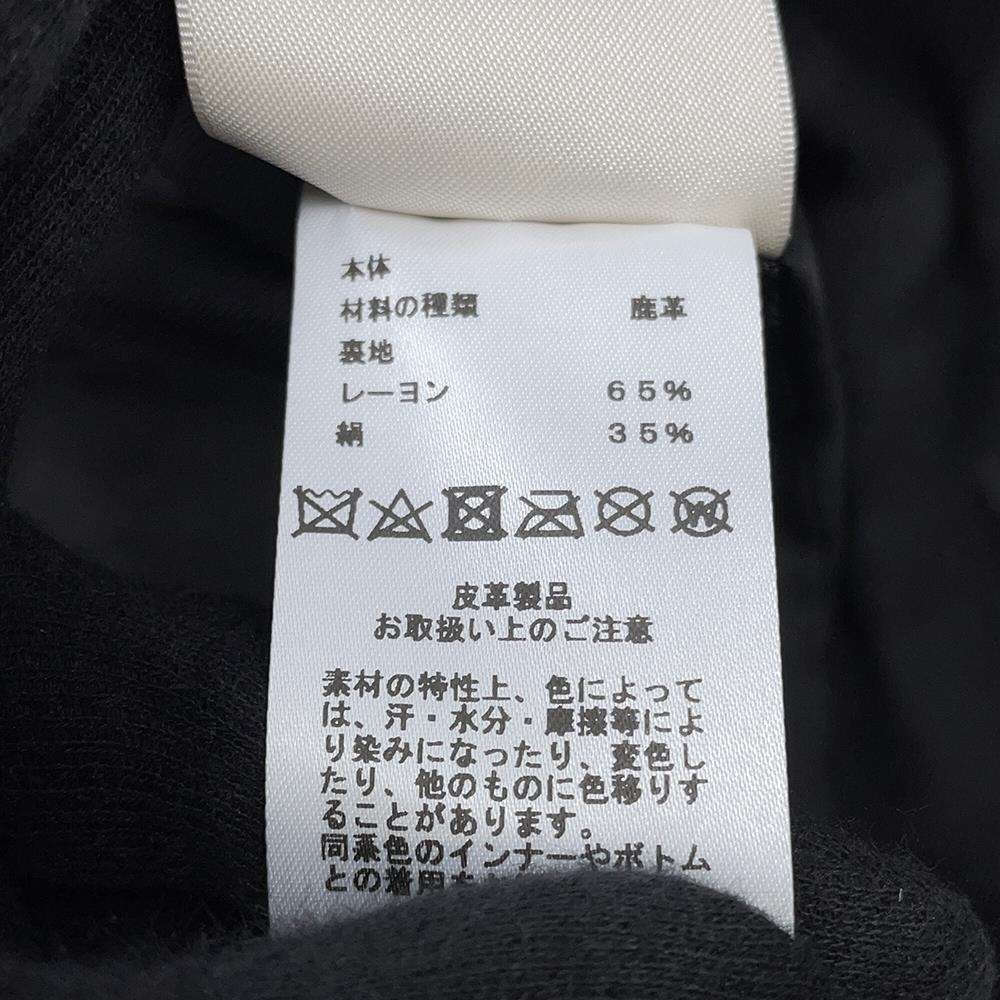 本体
材料の種類 鹿革
裏地
レーヨン 65%
絹 35%
W
皮革製品
お取扱い上のご注意
素材の特性上、色によって
は、汗・水分・摩擦等によ
り染みになったり、変色し
たり、他のものに色移りす
ることがあります。
同系色のインナーやボトム
との着用